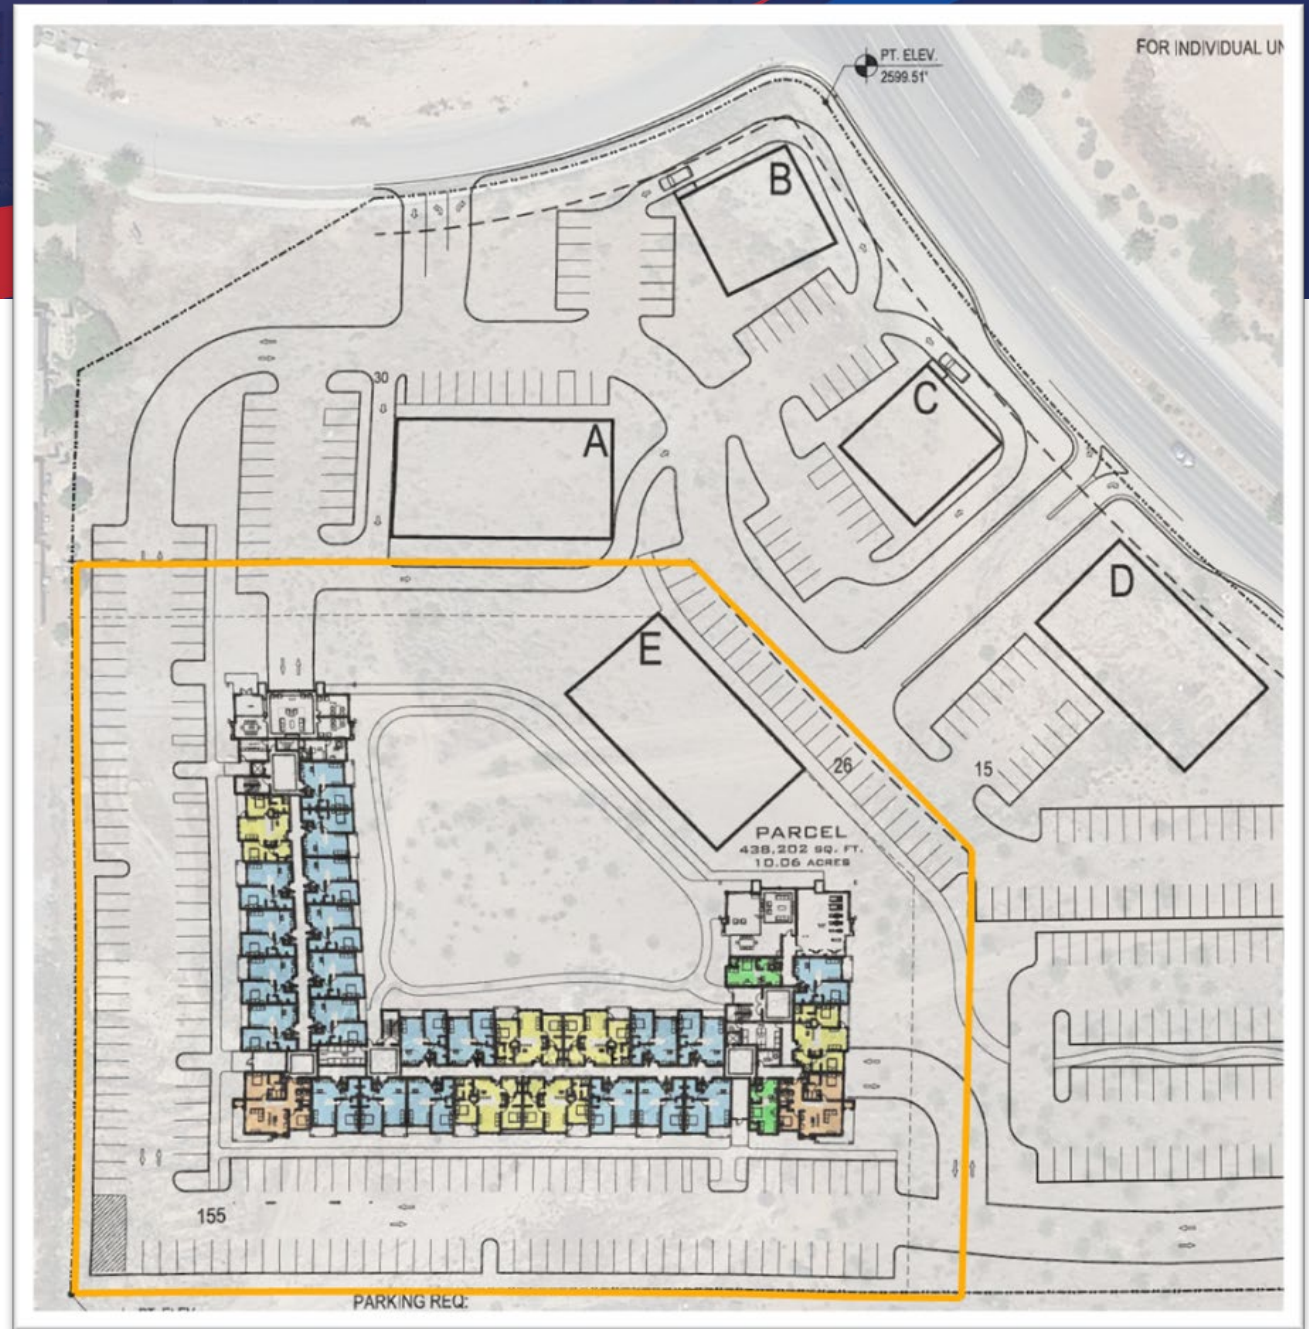 FOR INDIVIDUAL UN
PT. ELEV.
2599.51'
B
30
A
C
D
E
26
15
PARCEL
438,202 SQ. FT.
10.06 ACRES
155
PARKING REQ: